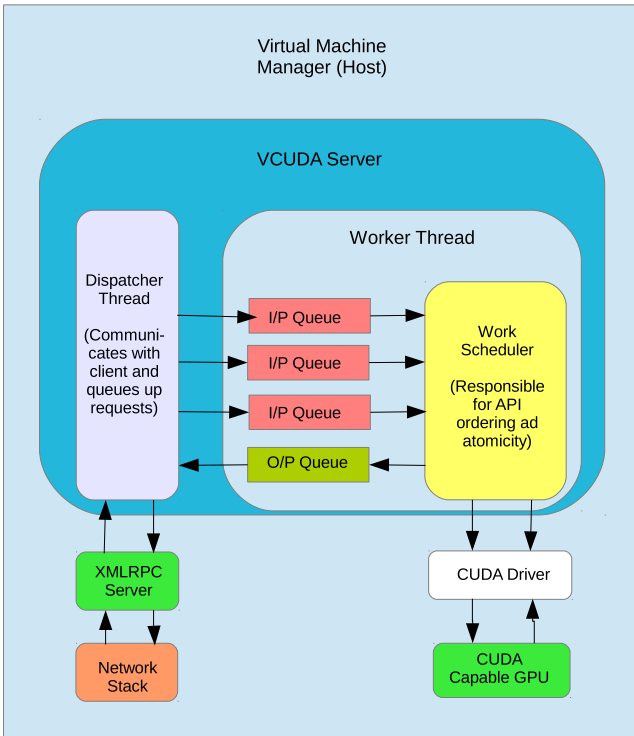 Virtual Machine
Manager (Host)
VCUDA Server
Worker Thread
Dispatcher
Thread
(Communi-
cates with
client and
queues up
requests)
I/P Queue
I/P Queue
I/P Queue
O/P Queue
Work
Scheduler
(Responsible
for API
ordering ad
atomicity)
XMLRPC
Server
CUDA Driver
Network
Stack
CUDA
Capable GPU